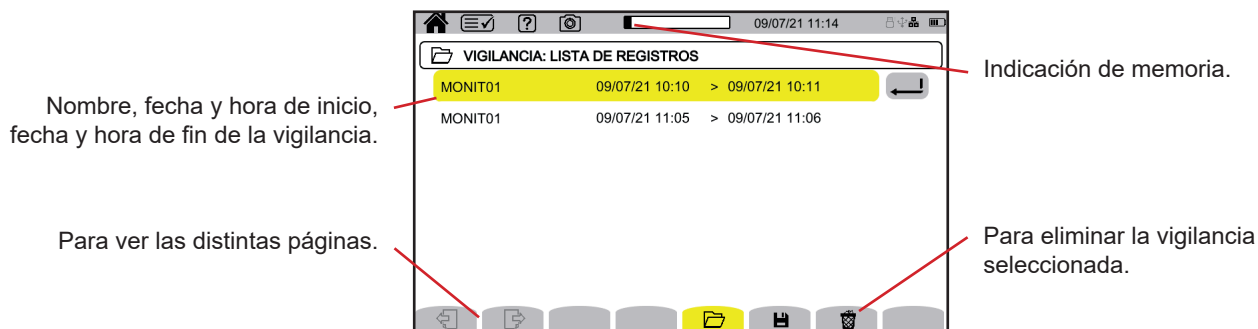 09/07/21 11:14
VIGILANCIA: LISTA DE REGISTROS
MONIT01 09/07/21 10:10 > 09/07/21 10:11
MONIT01 09/07/21 11:05 > 09/07/21 11:06
Nombre, fecha y hora de inicio,
fecha y hora de fin de la vigilancia.
Para ver las distintas páginas.
Indicación de memoria.
Para eliminar la vigilancia
seleccionada.